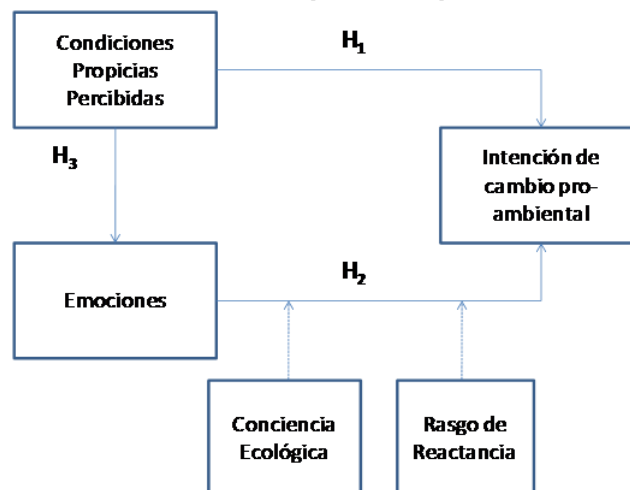 Condiciones
Propicias
Percibidas
H₁
H₃
Intención de
cambio pro-
ambiental
Emociones
H₂
Conciencia
Ecológica
Rasgo de
Reactancia